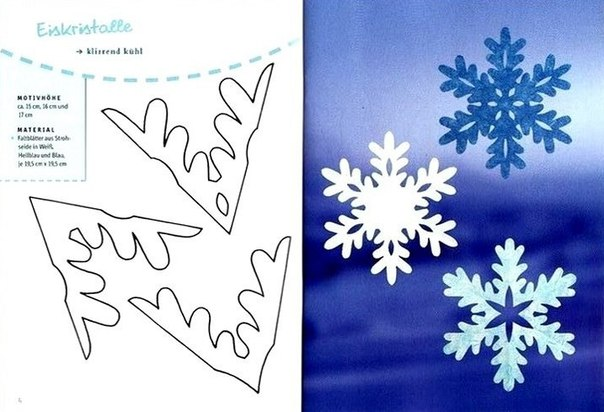 Eiskristalle
→ klirrend kühl
MOTIVHÖHE
ca. 15 cm, 16 cm und
17 cm
MATERIAL
• Faltblätter aus Stroh-
seide in Weiß,
Hellblau und Blau,
je 19,5 cm x 19,5 cm